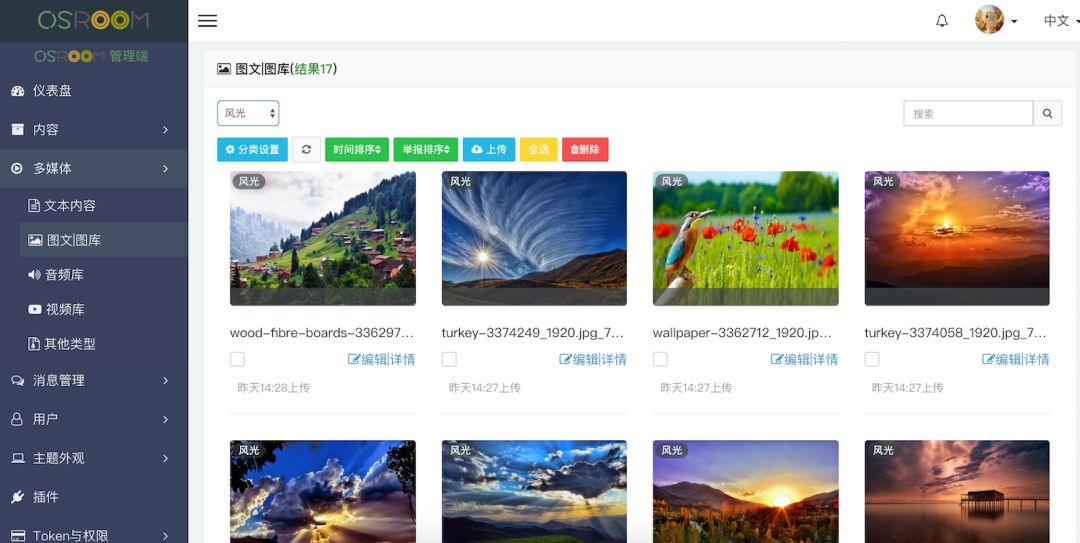 OSROOM
OSROOM 管理端
仪表盘
内容
多媒体
文本内容
图文|图库
音频库
视频库
其他类型
消息管理
用户
主题外观
插件
Token与权限
中文
图文|图库(结果17)
风光
搜索
分类设置 时间排序 举报排序 上传 全选 删除
风光 风光 风光 风光
wood-fibre-boards-336297... turkey-3374249_1920.jpg_7... wallpaper-3362712_1920.jp... turkey-3374058_1920.jpg_7...
编辑|详情 编辑|详情 编辑|详情 编辑|详情
昨天14:28上传 昨天14:27上传 昨天14:27上传 昨天14:27上传
风光 风光 风光 风光